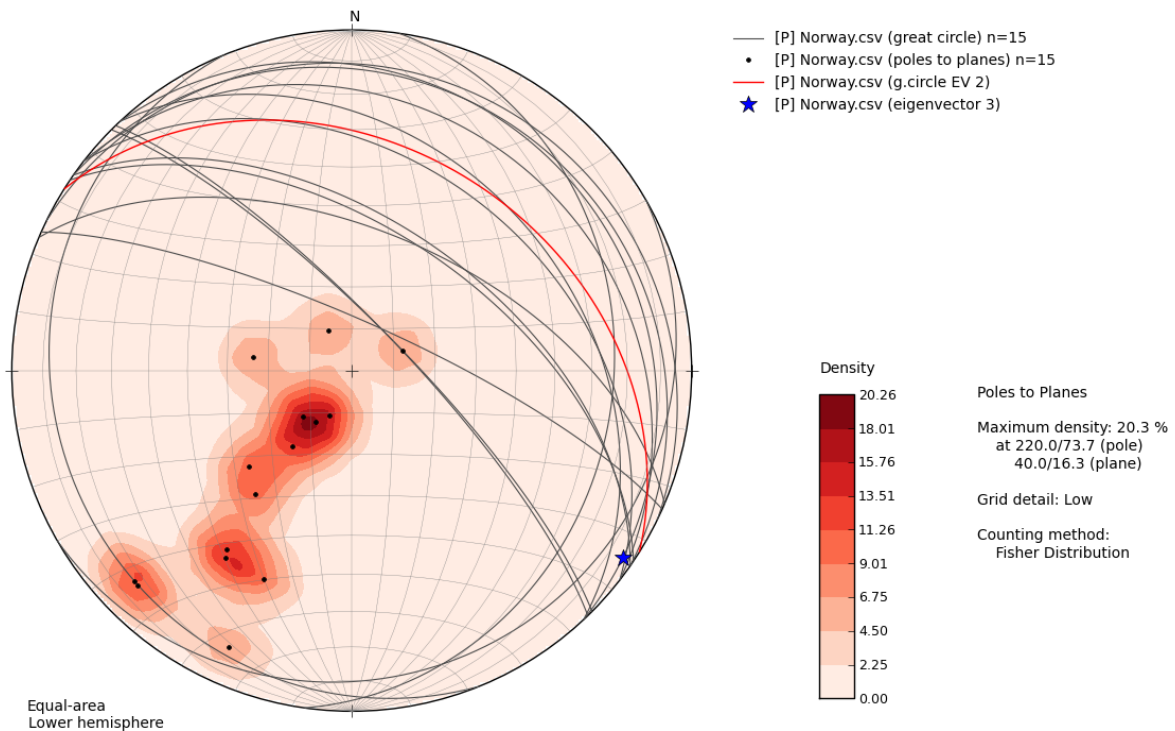 N
[P] Norway.csv (great circle) n=15
[P] Norway.csv (poles to planes) n=15
[P] Norway.csv (g.circle EV 2)
[P] Norway.csv (eigenvector 3)
Density
20.26
18.01
15.76
13.51
11.26
9.01
6.75
4.50
2.25
0.00
Poles to Planes
Maximum density: 20.3 %
at 220.0/73.7 (pole)
40.0/16.3 (plane)
Grid detail: Low
Counting method:
Fisher Distribution
Equal-area
Lower hemisphere